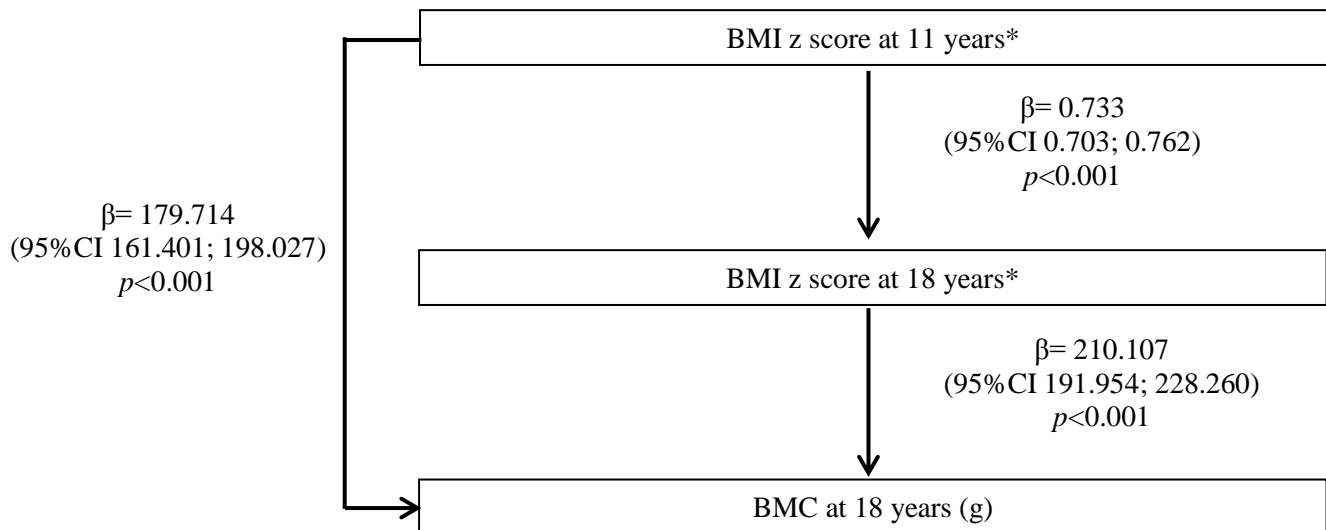 BMI z score at 11 years*
β= 0.733
(95%CI 0.703; 0.762)
p<0.001
β= 179.714
(95%CI 161.401; 198.027)
p<0.001
BMI z score at 18 years*
β= 210.107
(95%CI 191.954; 228.260)
p<0.001
BMC at 18 years (g)